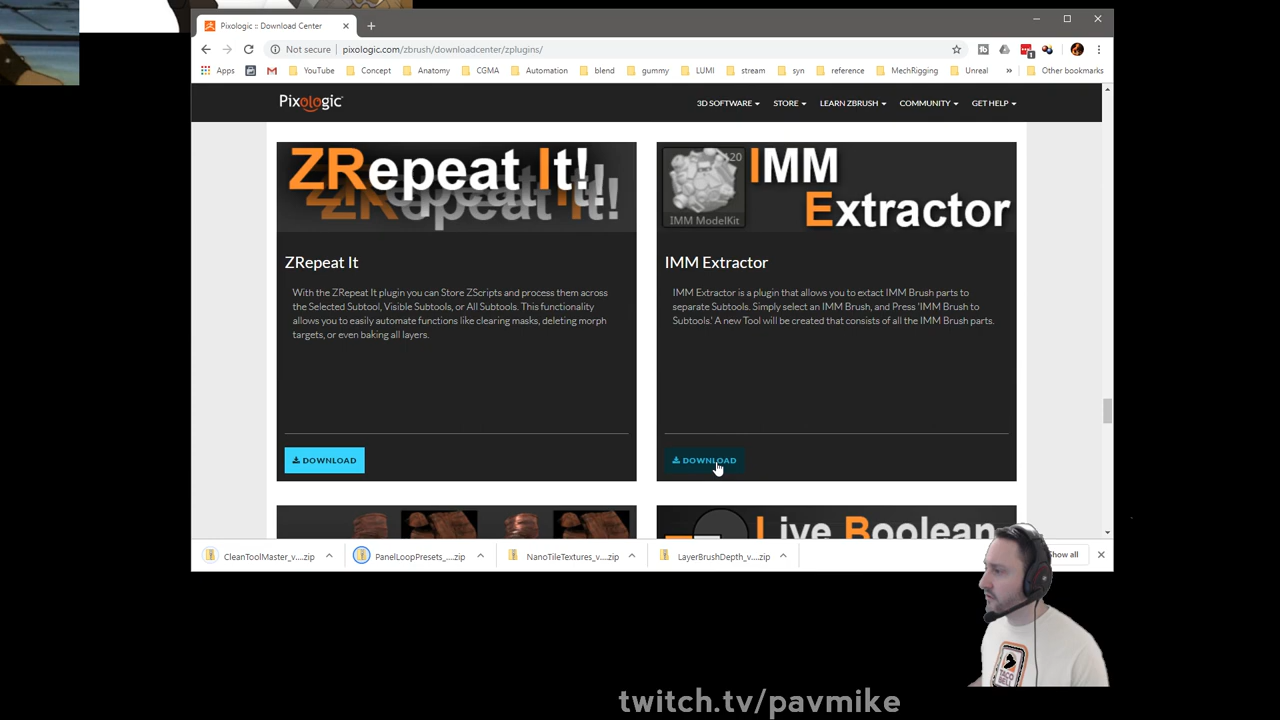 Pixologic :: Download Center
Not secure | pixologic.com/zbrush/downloadcenter/zplugins/
Apps YouTube Concept Anatomy CGMA Automation blend gummy LUMI stream syn reference MechRigging Unreal » Other bookmarks
Pixologic 3D SOFTWARE STORE LEARN ZBRUSH COMMUNITY GET HELP
ZRepeat It!
ZRepeat It
With the ZRepeat It plugin you can Store ZScripts and process them across
the Selected Subtool, Visible Subtools, or All Subtools. This functionality
allows you to easily automate functions like clearing masks, deleting morph
targets, or even baking all layers.
DOWNLOAD
120
IMM ModelKit
IMM
Extractor
IMM Extractor
IMM Extractor is a plugin that allows you to extact IMM Brush parts to
separate Subtools. Simply select an IMM Brush, and Press 'IMM Brush to
Subtools.' A new Tool will be created that consists of all the IMM Brush parts.
DOWNLOAD
Live Boolean
CleanToolMaster_v....zip PanelLoopPresets_....zip NanoTileTextures_v....zip LayerBrushDepth_v....zip Show all
TACO
BELL
twitch.tv/pavmike